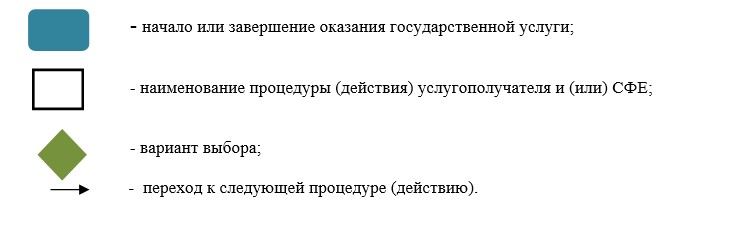 - начало или завершение оказания государственной услуги;
- наименование процедуры (действия) услугополучателя и (или) СФЕ;
- вариант выбора;
- переход к следующей процедуре (действию).